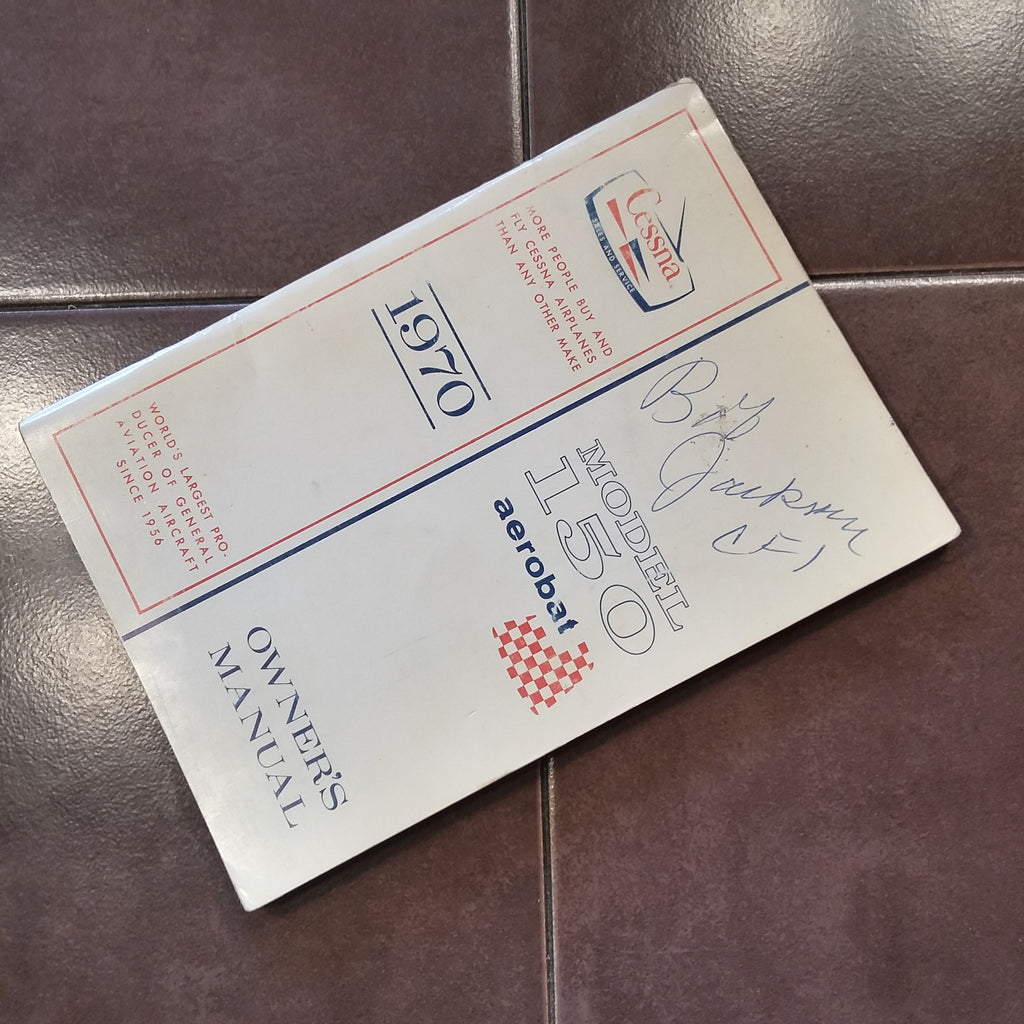 Cessna
SALES AND SERVICE
MORE PEOPLE BUY AND
FLY CESSNA AIRPLANES
THAN ANY OTHER MAKE
1970
WORLD'S LARGEST PRO-
DUCER OF GENERAL
AVIATION AIRCRAFT
SINCE 1956
Jackson
CFI
MODEL
150
aerobat
OWNER'S
MANUAL